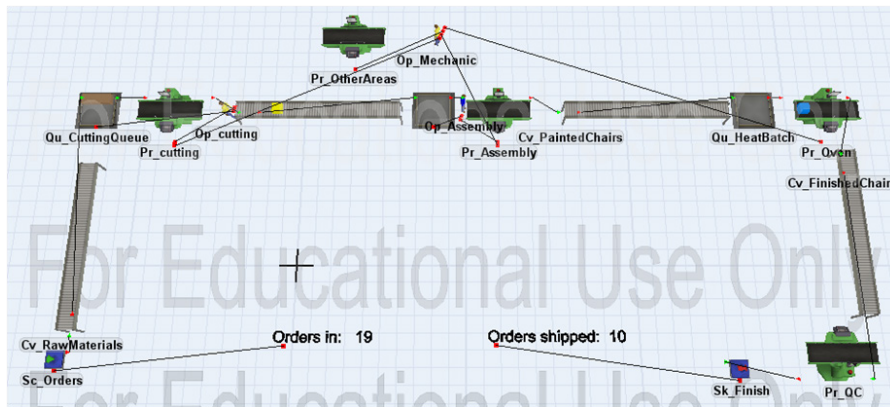 Op_Mechanic
Pr_OtherAreas
Op_cutting
Qu_CuttingQueue
Pr_cutting
Op_Assembly
Pr_Assembly
Cv_PaintedChairs
Qu_HeatBatch
Pr_Oven
Cv_FinishedChair
For Educational Use Only
Orders in: 19
Orders shipped: 10
Cv_RawMaterials
Sc_Orders
Sk_Finish
Pr_QC
For Educational Use Only